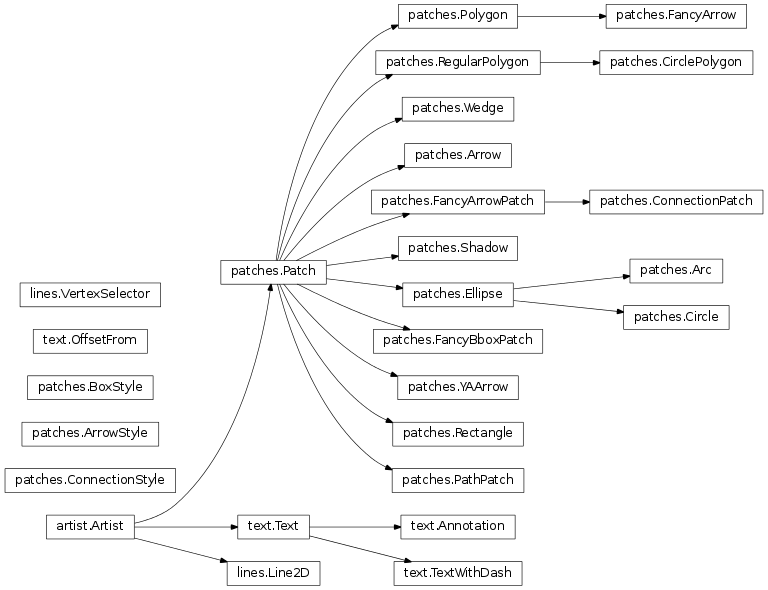 patches.Polygon
patches.FancyArrow
patches.RegularPolygon
patches.CirclePolygon
patches.Wedge
patches.Arrow
patches.FancyArrowPatch
patches.ConnectionPatch
patches.Shadow
patches.Patch
patches.Arc
patches.Ellipse
lines.VertexSelector
patches.Circle
text.OffsetFrom
patches.FancyBboxPatch
patches.BoxStyle
patches.YAArrow
patches.ArrowStyle
patches.Rectangle
patches.ConnectionStyle
patches.PathPatch
artist.Artist
text.Text
text.Annotation
lines.Line2D
text.TextWithDash